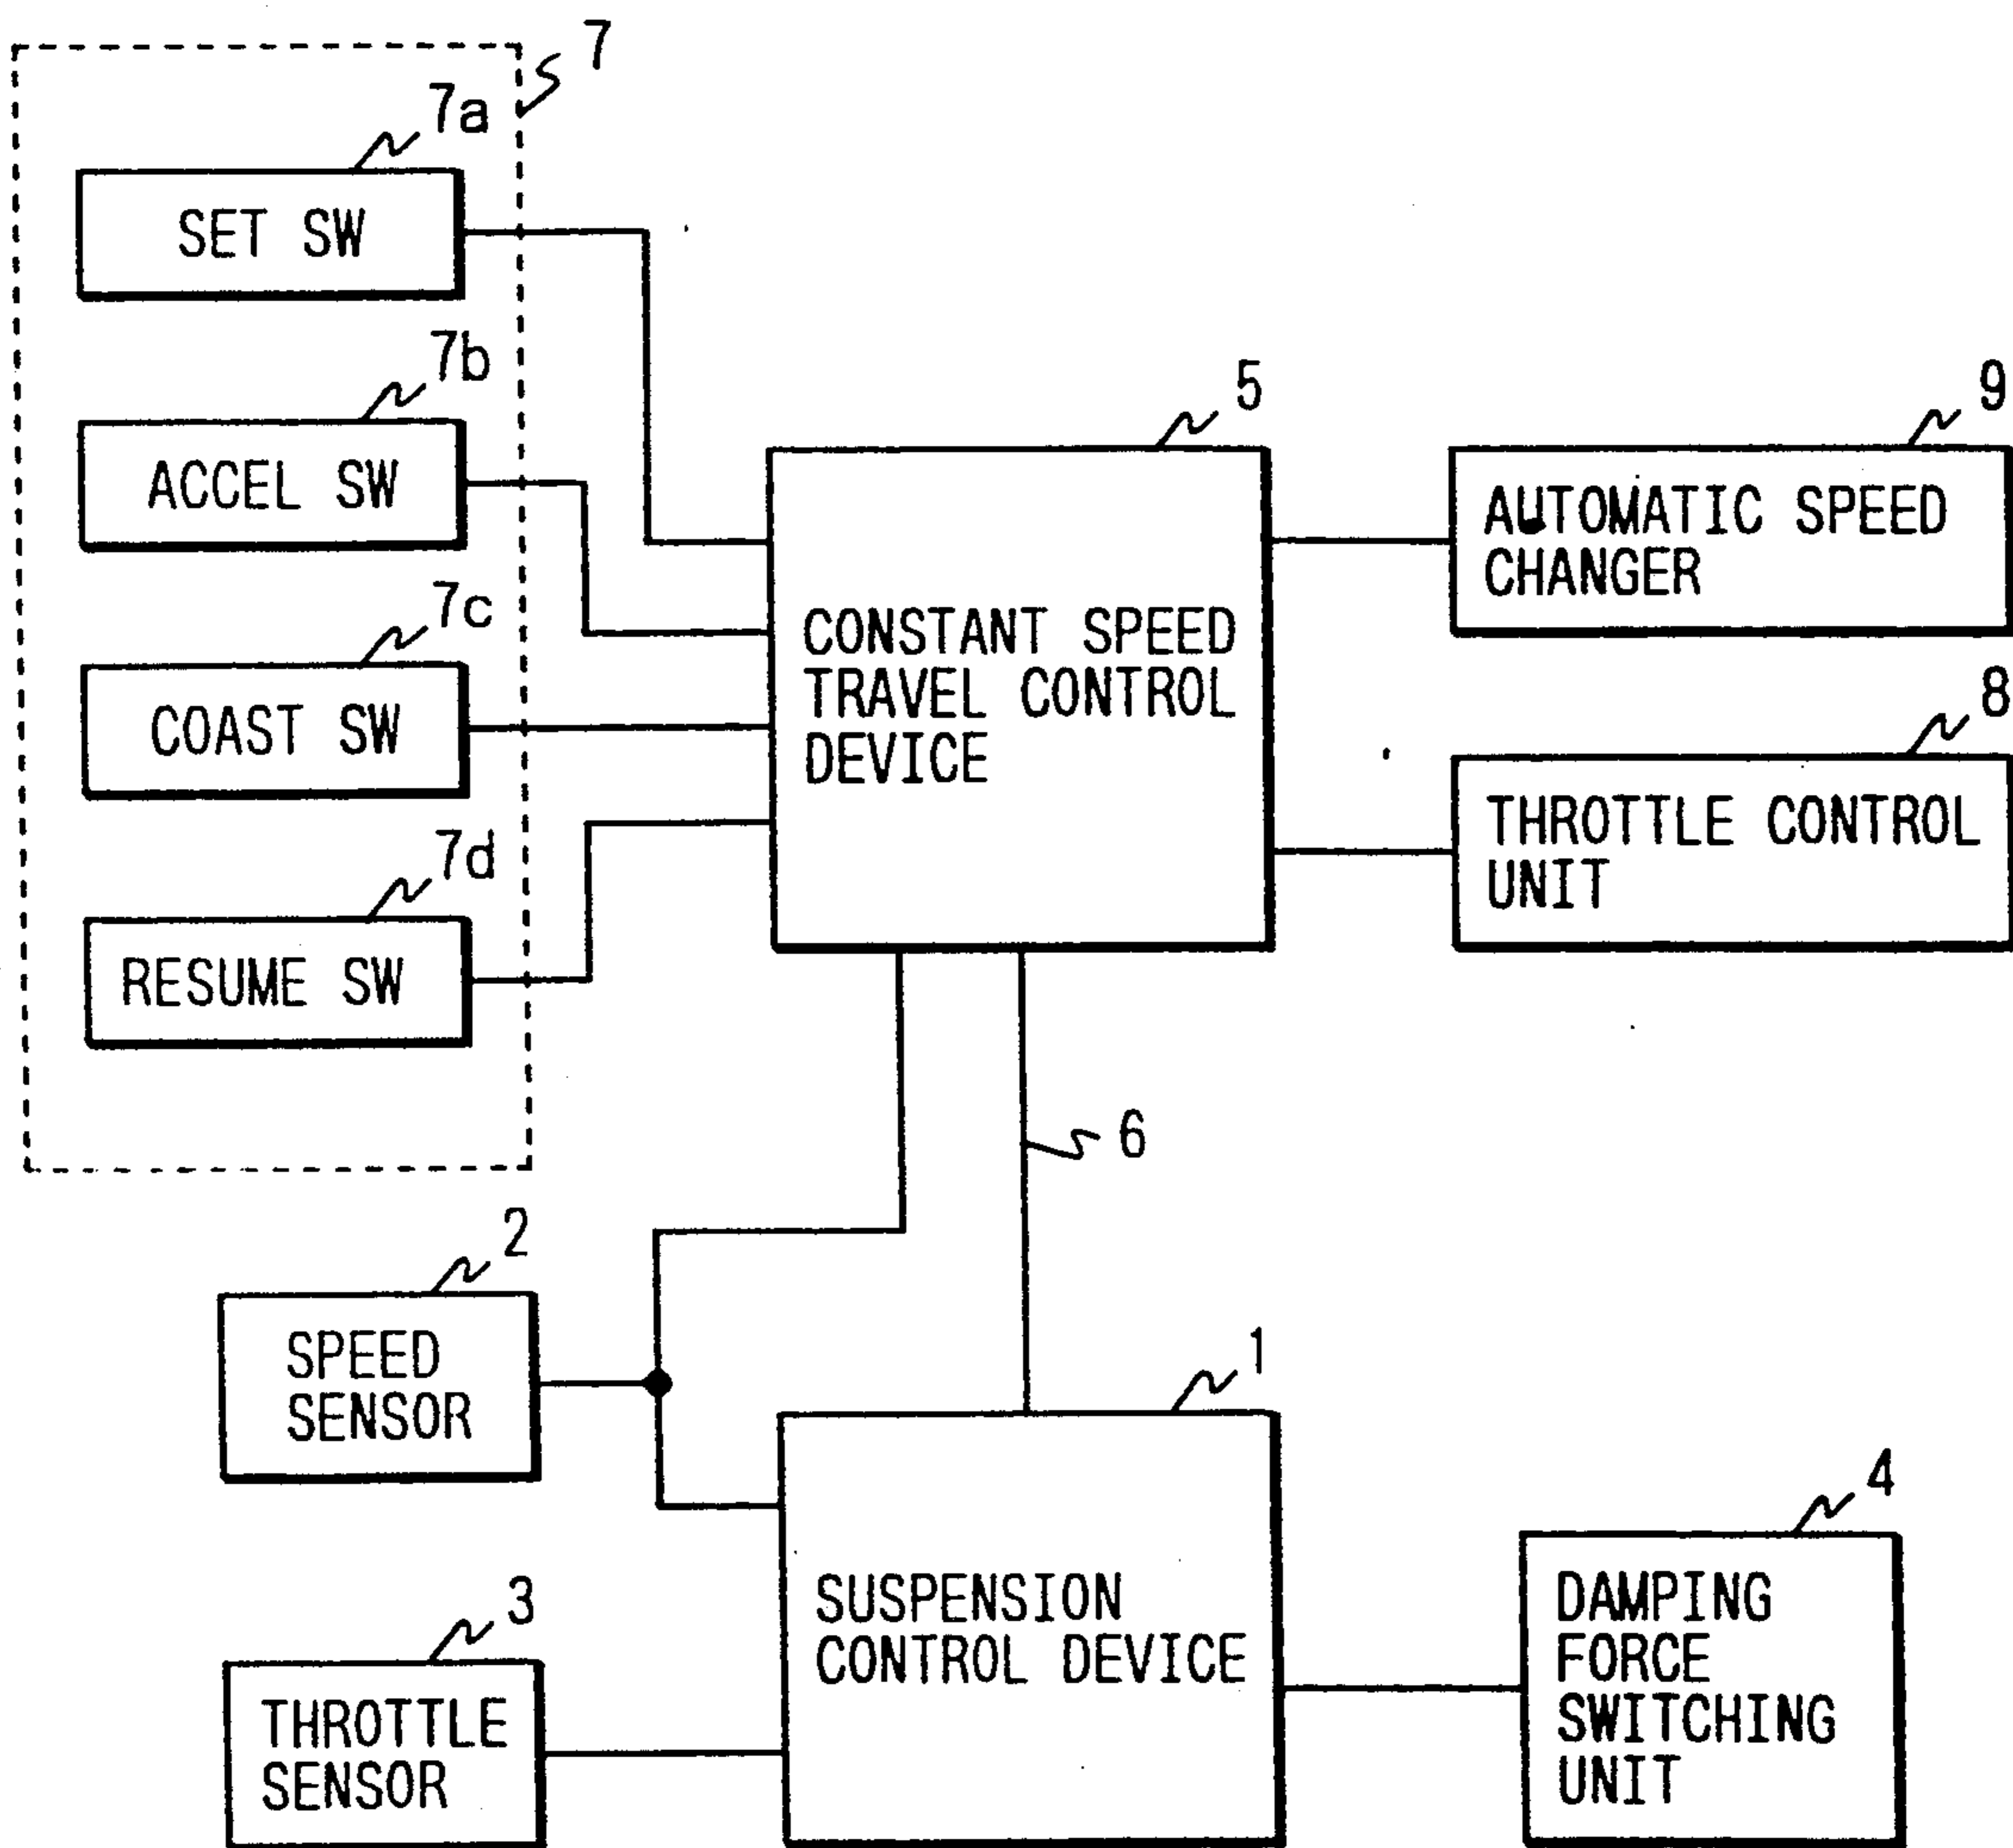 7
7a
SET SW
7b
ACCEL SW
7c
COAST SW
7d
RESUME SW
5
CONSTANT SPEED
TRAVEL CONTROL
DEVICE
9
AUTOMATIC SPEED
CHANGER
8
THROTTLE CONTROL
UNIT
6
2
SPEED
SENSOR
1
SUSPENSION
CONTROL DEVICE
3
THROTTLE
SENSOR
4
DAMPING
FORCE
SWITCHING
UNIT